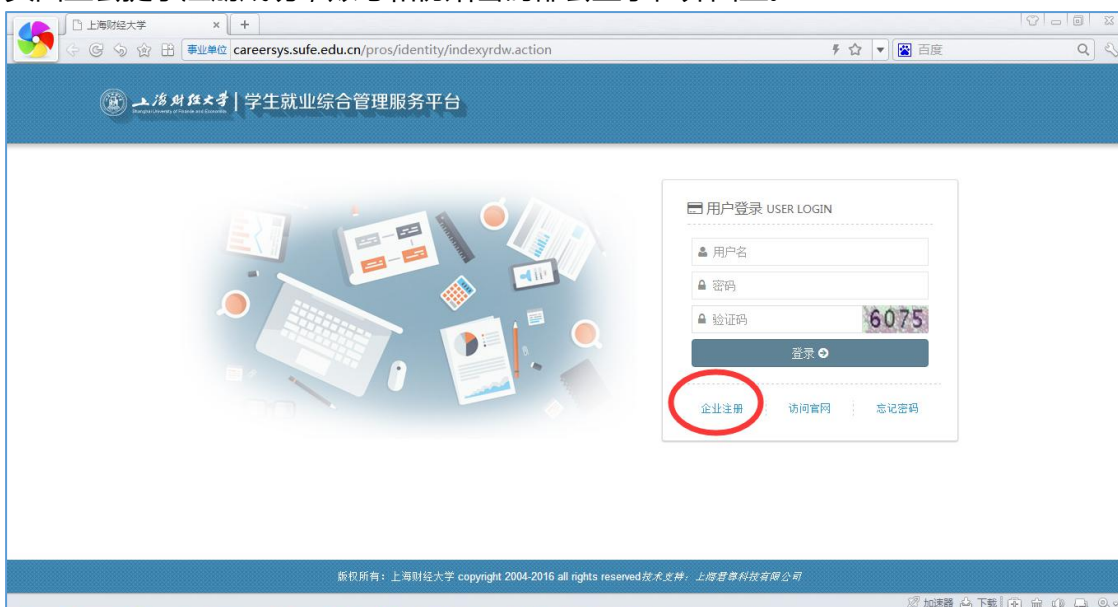 上海财经大学 × +
事业单位 careersys.sufe.edu.cn/pros/identity/indexyrdw.action 百度
上海财经大学 | 学生就业综合管理服务平台
用户登录 USER LOGIN
用户名
密码
验证码 6075
登录
企业注册 访问官网 忘记密码
版权所有：上海财经大学 copyright 2004-2016 all rights reserved技术支持：上海君尊科技有限公司
加速器 下载